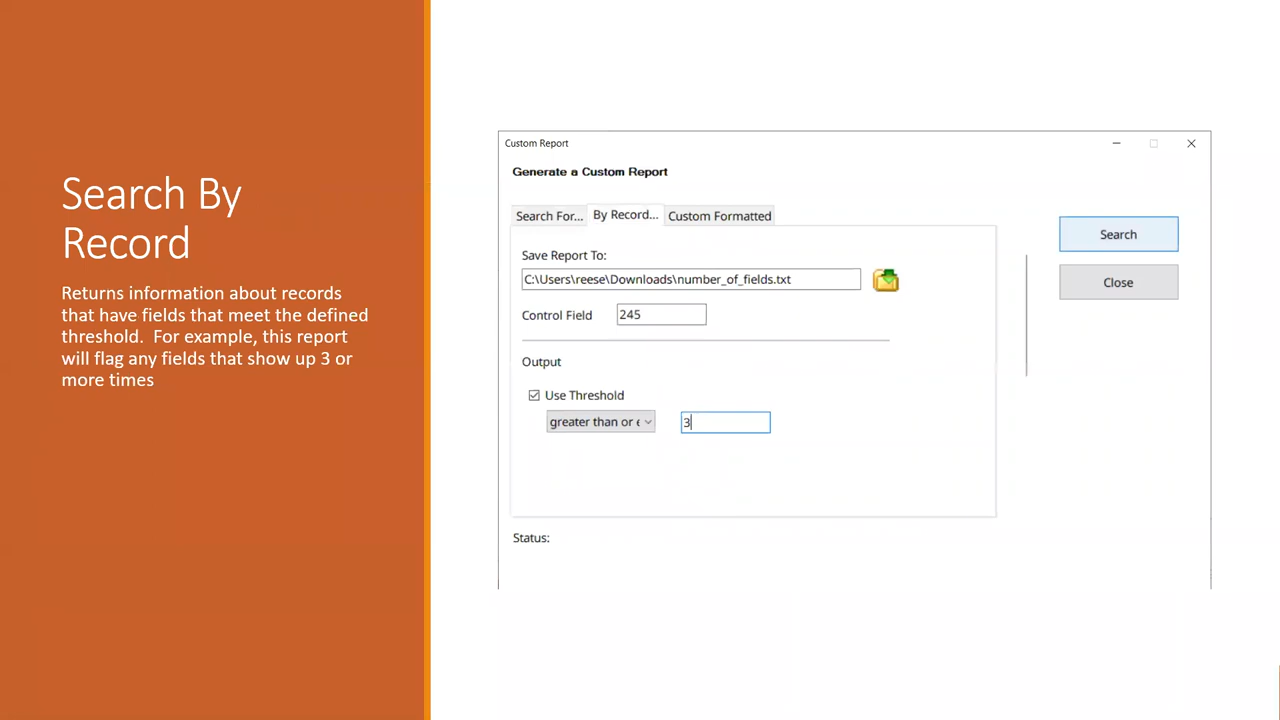 Search By
Record
Returns information about records
that have fields that meet the defined
threshold. For example, this report
will flag any fields that show up 3 or
more times
Custom Report
Generate a Custom Report
Search For...
By Record...
Custom Formatted
Save Report To:
C:\Users\reese\Downloads\number_of_fields.txt
Control Field
245
Output
Use Threshold
greater than or e
3
Status:
Search
Close